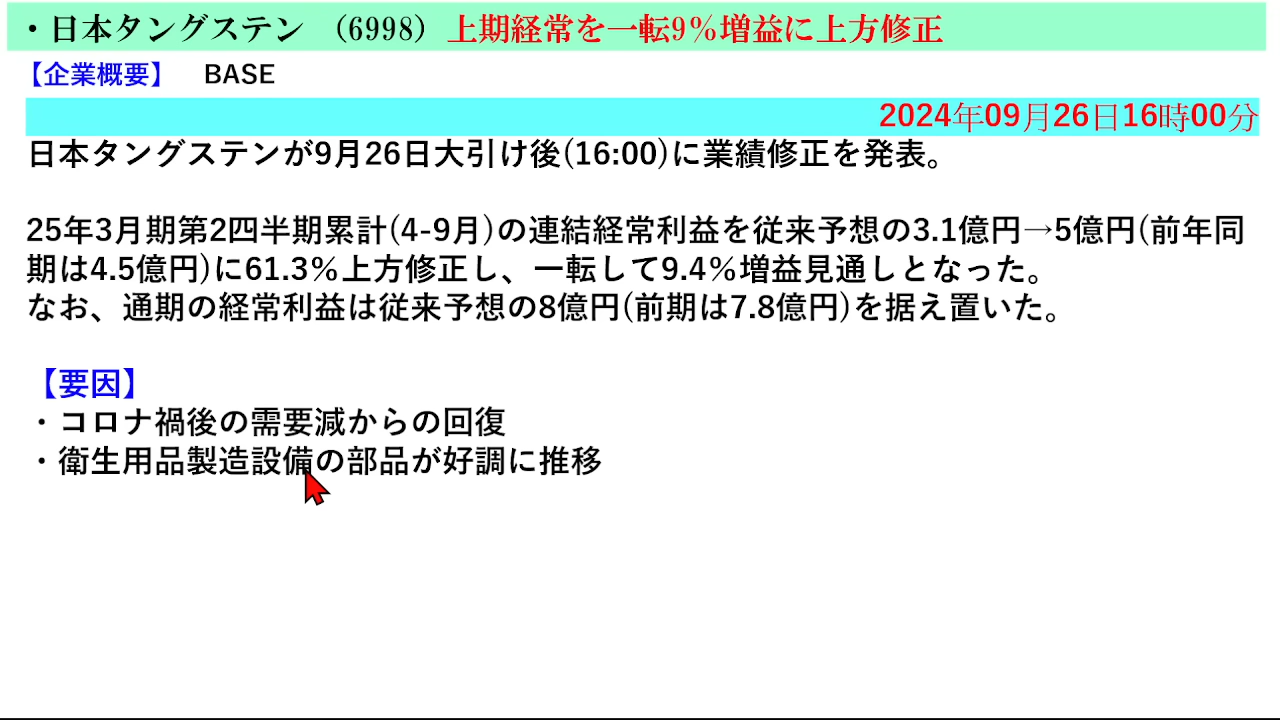 ・日本タングステン （6998）上期経常を一転9％増益に上方修正
【企業概要】 BASE
2024年09月26日16時00分
日本タングステンが9月26日大引け後(16:00)に業績修正を発表。
25年3月期第2四半期累計(4-9月)の連結経常利益を従来予想の3.1億円→5億円(前年同
期は4.5億円)に61.3％上方修正し、一転して9.4％増益見通しとなった。
なお、通期の経常利益は従来予想の8億円(前期は7.8億円)を据え置いた。
【要因】
・コロナ禍後の需要減からの回復
・衛生用品製造設備の部品が好調に推移